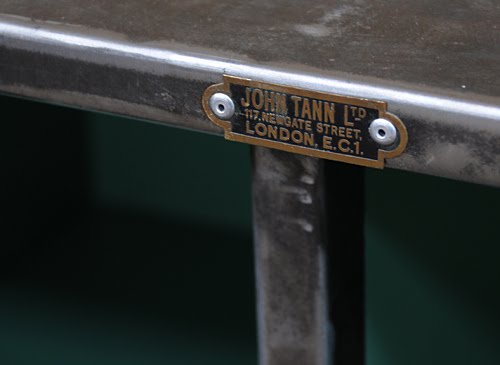 JOHN TANN LTD
117, NEWGATE STREET,
LONDON, E.C.1.